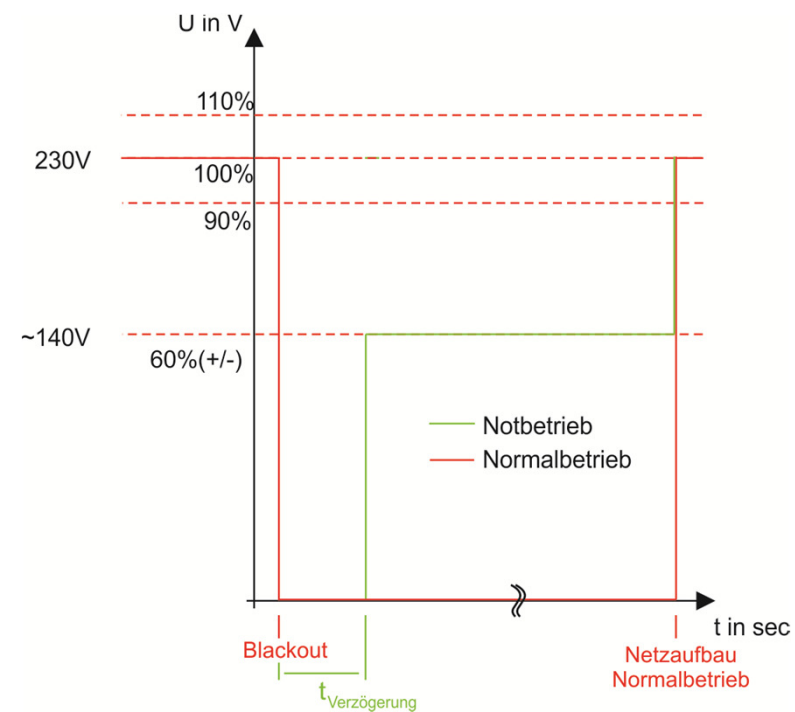 U in V
110%
230V
100%
90%
~140V
60%(+/-)
Notbetrieb
Normalbetrieb
t in sec
Blackout
Netzaufbau
Normalbetrieb
tVerzögerung